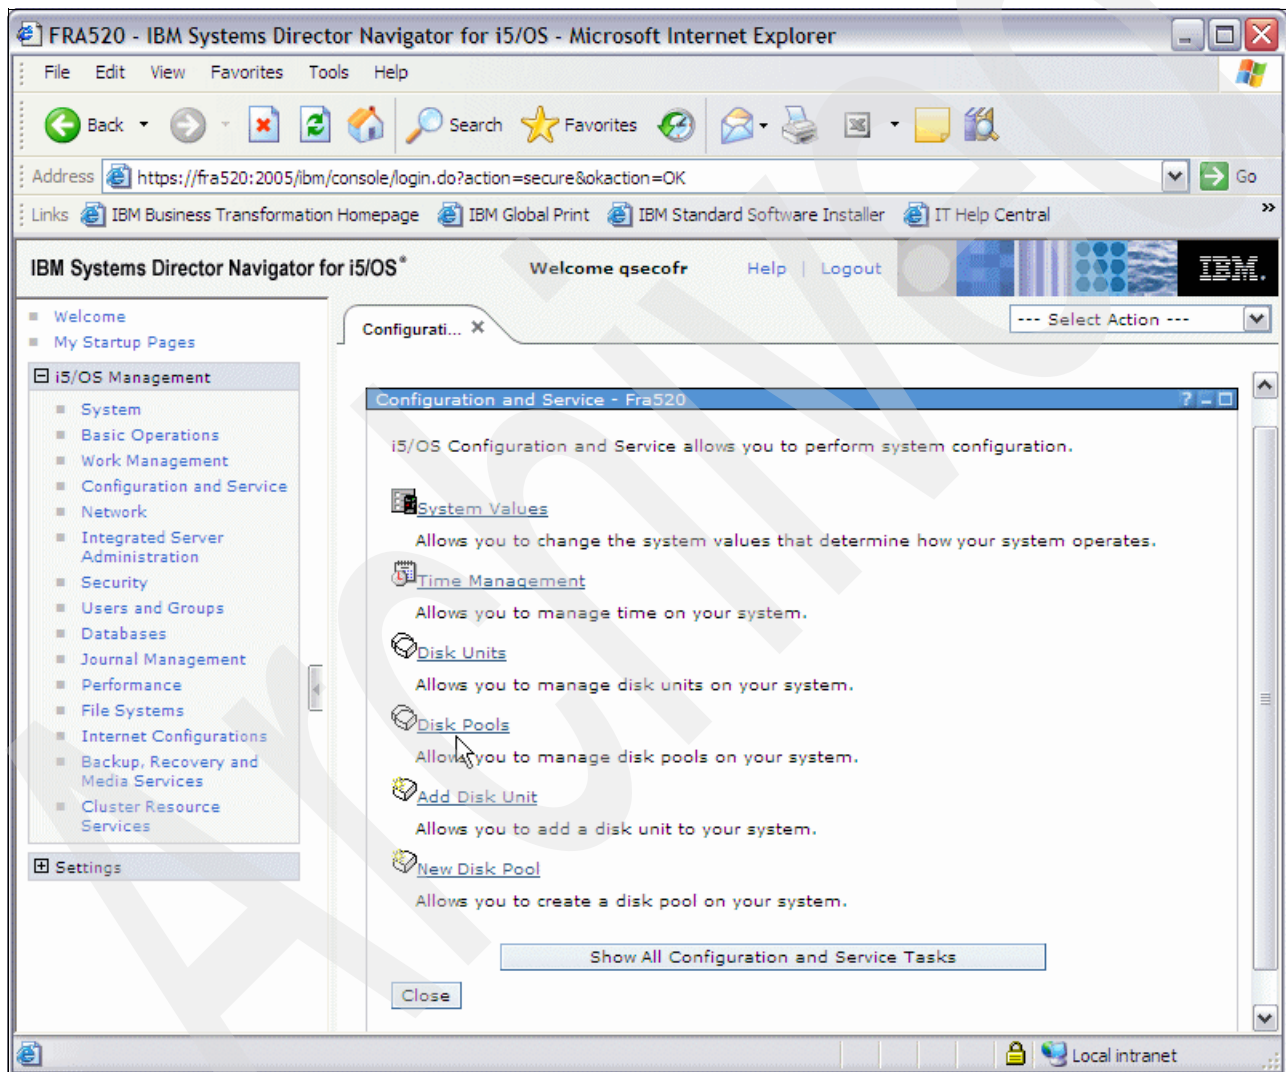 FRA520 - IBM Systems Director Navigator for i5/OS - Microsoft Internet Explorer
File Edit View Favorites Tools Help
Back Search Favorites
Address https://fra520:2005/ibm/console/login.do?action=secure&okaction=OK Go
Links IBM Business Transformation Homepage IBM Global Print IBM Standard Software Installer IT Help Central »
IBM Systems Director Navigator for i5/OS® Welcome qsecofr Help | Logout IBM.
Welcome
My Startup Pages
i5/OS Management
System
Basic Operations
Work Management
Configuration and Service
Network
Integrated Server
Administration
Security
Users and Groups
Databases
Journal Management
Performance
File Systems
Internet Configurations
Backup, Recovery and
Media Services
Cluster Resource
Services
Settings
Configurati... --- Select Action ---
Configuration and Service - Fra520
i5/OS Configuration and Service allows you to perform system configuration.
System Values
Allows you to change the system values that determine how your system operates.
Time Management
Allows you to manage time on your system.
Disk Units
Allows you to manage disk units on your system.
Disk Pools
Allows you to manage disk pools on your system.
Add Disk Unit
Allows you to add a disk unit to your system.
New Disk Pool
Allows you to create a disk pool on your system.
Show All Configuration and Service Tasks
Close
Local intranet
Archived